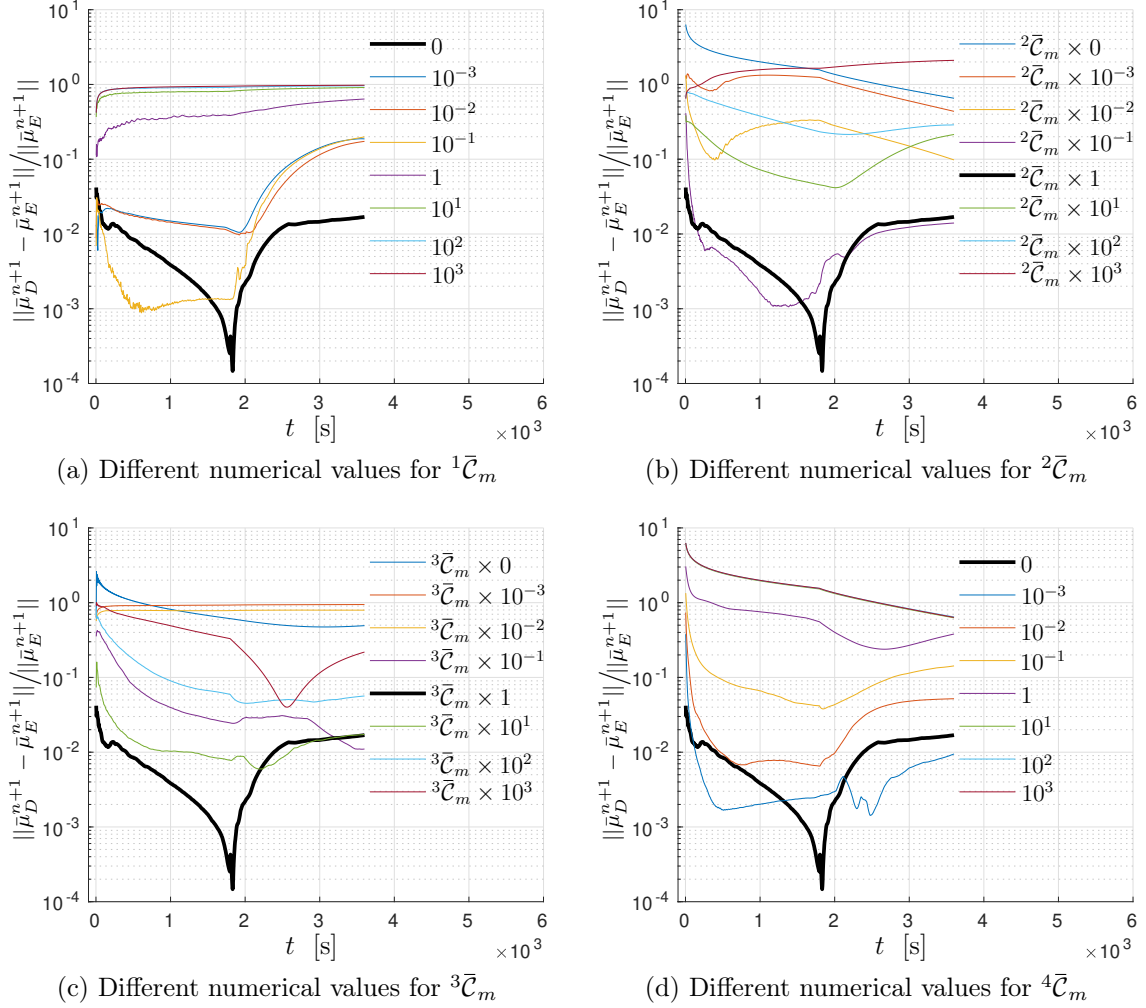 ||μ̄_D^{n+1} − μ̄_E^{n+1}||/||μ̄_E^{n+1}||
10^1
10^0
10^{-1}
10^{-2}
10^{-3}
10^{-4}
0
10^{-3}
10^{-2}
10^{-1}
1
10^1
10^2
10^3
0 1 2 3 4 5 6
t [s]
×10^3
(a) Different numerical values for ^1C̄_m
||μ̄_D^{n+1} − μ̄_E^{n+1}||/||μ̄_E^{n+1}||
10^1
10^0
10^{-1}
10^{-2}
10^{-3}
10^{-4}
^2C̄_m × 0
^2C̄_m × 10^{-3}
^2C̄_m × 10^{-2}
^2C̄_m × 10^{-1}
^2C̄_m × 1
^2C̄_m × 10^1
^2C̄_m × 10^2
^2C̄_m × 10^3
0 1 2 3 4 5 6
t [s]
×10^3
(b) Different numerical values for ^2C̄_m
||μ̄_D^{n+1} − μ̄_E^{n+1}||/||μ̄_E^{n+1}||
10^1
10^0
10^{-1}
10^{-2}
10^{-3}
10^{-4}
^3C̄_m × 0
^3C̄_m × 10^{-3}
^3C̄_m × 10^{-2}
^3C̄_m × 10^{-1}
^3C̄_m × 1
^3C̄_m × 10^1
^3C̄_m × 10^2
^3C̄_m × 10^3
0 1 2 3 4 5 6
t [s]
×10^3
(c) Different numerical values for ^3C̄_m
||μ̄_D^{n+1} − μ̄_E^{n+1}||/||μ̄_E^{n+1}||
10^1
10^0
10^{-1}
10^{-2}
10^{-3}
10^{-4}
0
10^{-3}
10^{-2}
10^{-1}
1
10^1
10^2
10^3
0 1 2 3 4 5 6
t [s]
×10^3
(d) Different numerical values for ^4C̄_m